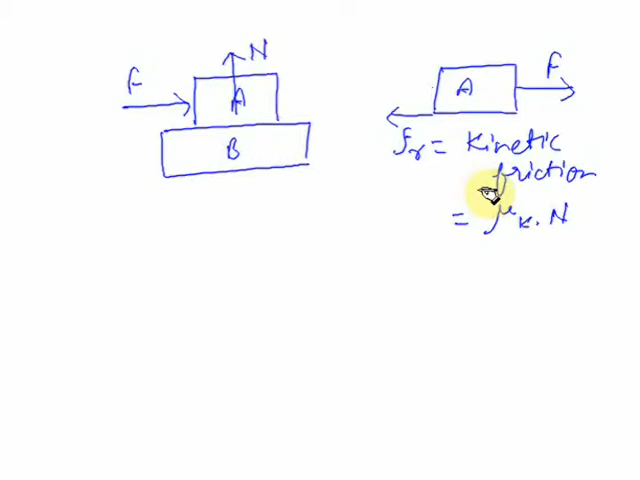 N
F
A
B
F
A
fr = Kinetic
friction
= μK.N